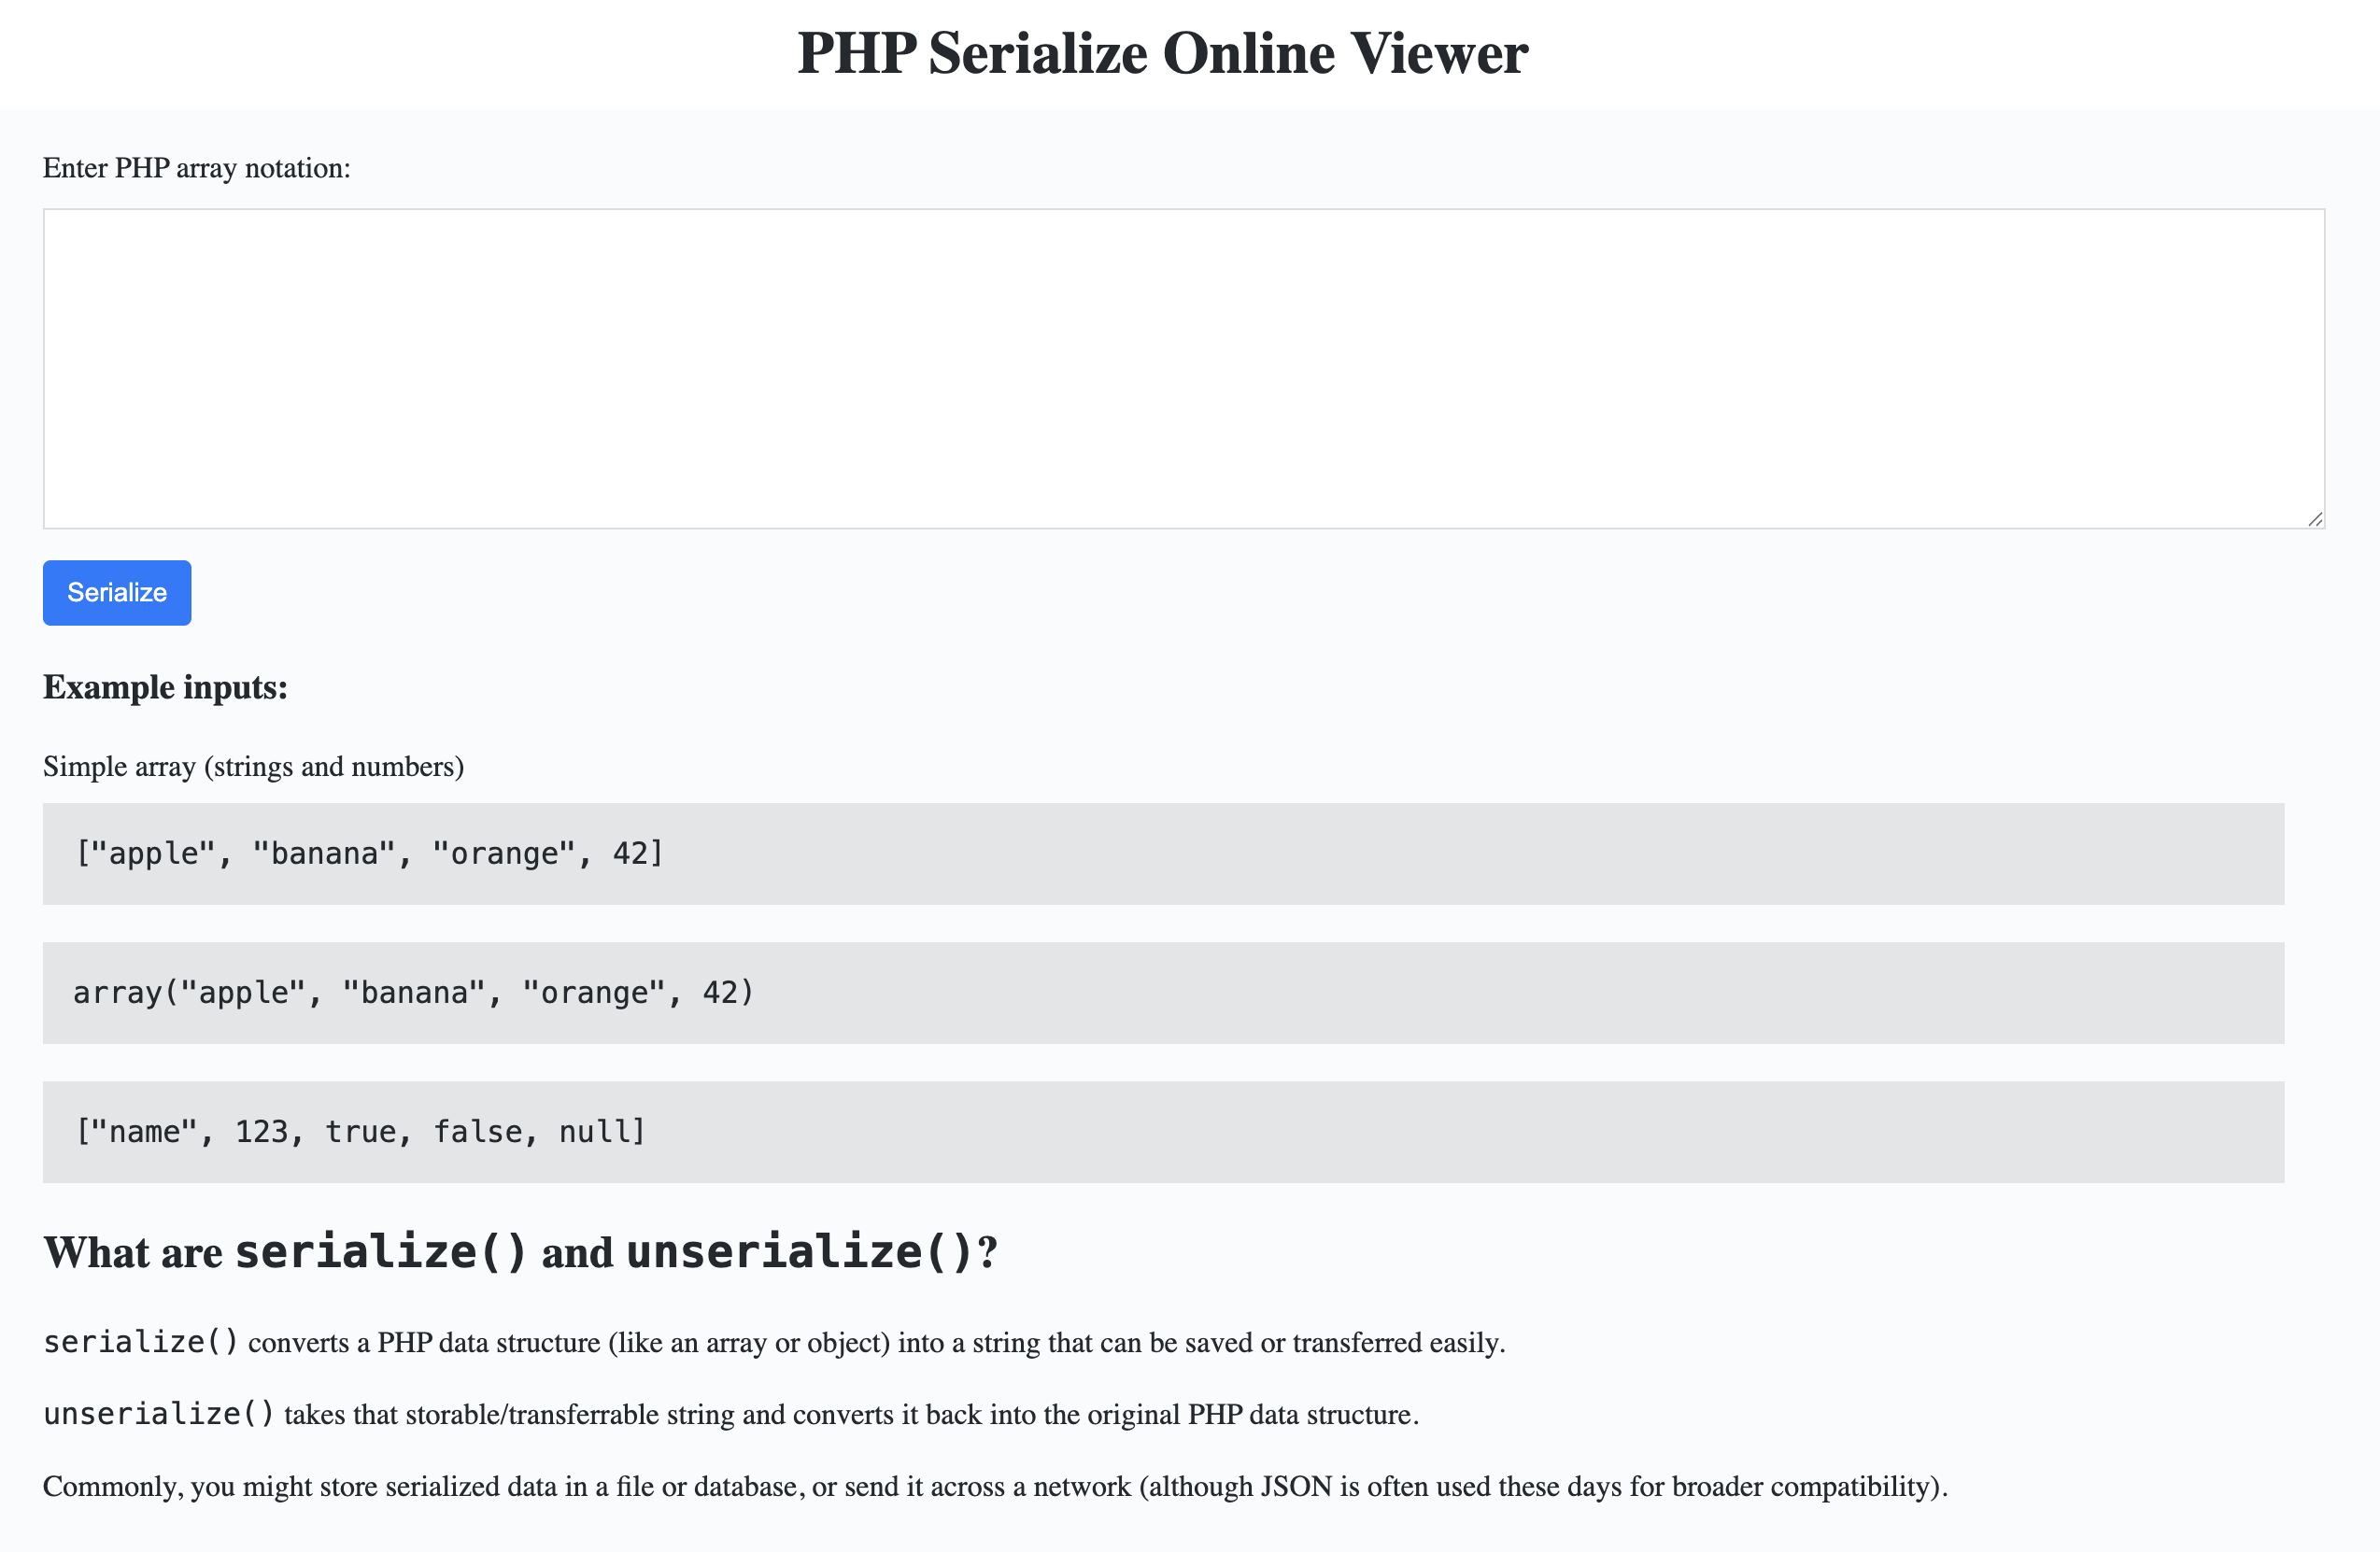 PHP Serialize Online Viewer
Enter PHP array notation:
Serialize
Example inputs:
Simple array (strings and numbers)
["apple", "banana", "orange", 42]
array("apple", "banana", "orange", 42)
["name", 123, true, false, null]
What are serialize() and unserialize()?
serialize() converts a PHP data structure (like an array or object) into a string that can be saved or transferred easily.
unserialize() takes that storable/transferrable string and converts it back into the original PHP data structure.
Commonly, you might store serialized data in a file or database, or send it across a network (although JSON is often used these days for broader compatibility).